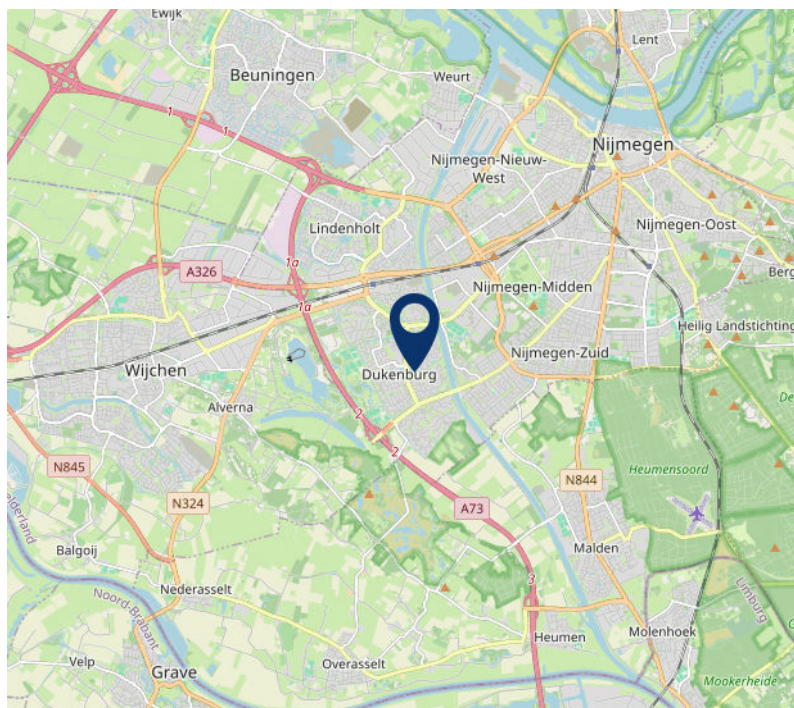 Ewijk
Lent
Beuningen
Weurt
1
1
Nijmegen
Nijmegen-Nieuw-
West
Nijmegen-Oost
Lindenholt
1a
A326
Berg
Nijmegen-Midden
1a
Heilig Landstichting
Nijmegen-Zuid
Wijchen
Dukenburg
De
Alverna
2
2
N845
Heumensoord
N844
N324
A73
elderland
Balgoij
Malden
3
Nederasselt
Limburg
Noord-Brabant
Heumen
Molenhoek
Velp
Overasselt
Grave
Mookerheide